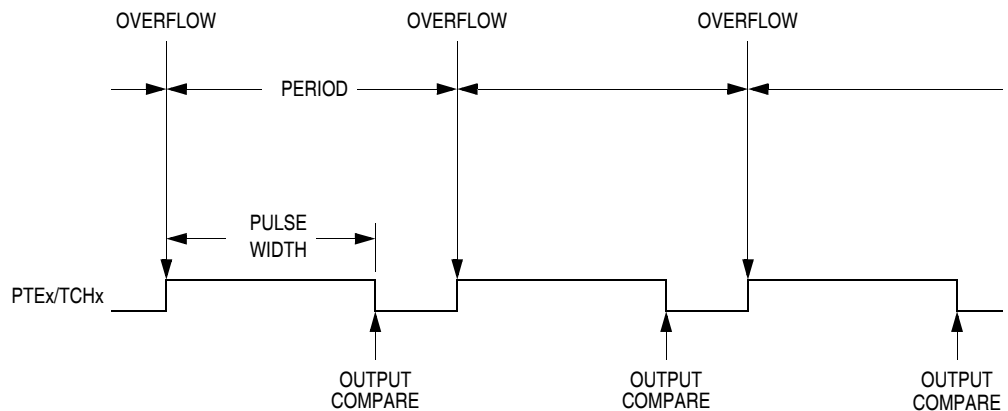 OVERFLOW
OVERFLOW
OVERFLOW
PERIOD
PULSE
WIDTH
PTEx/TCHx
OUTPUT
COMPARE
OUTPUT
COMPARE
OUTPUT
COMPARE